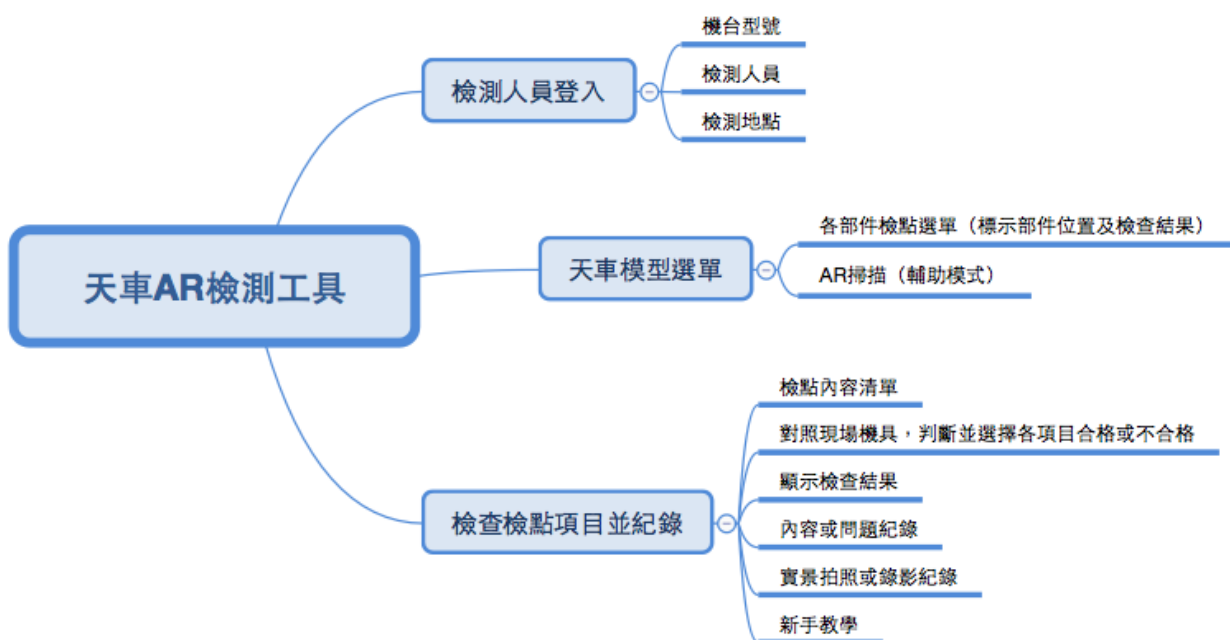 天車AR檢測工具
檢測人員登入
機台型號
檢測人員
檢測地點
天車模型選單
各部件檢點選單（標示部件位置及檢查結果）
AR掃描（輔助模式）
檢查檢點項目並紀錄
檢點內容清單
對照現場機具，判斷並選擇各項目合格或不合格
顯示檢查結果
內容或問題紀錄
實景拍照或錄影紀錄
新手教學